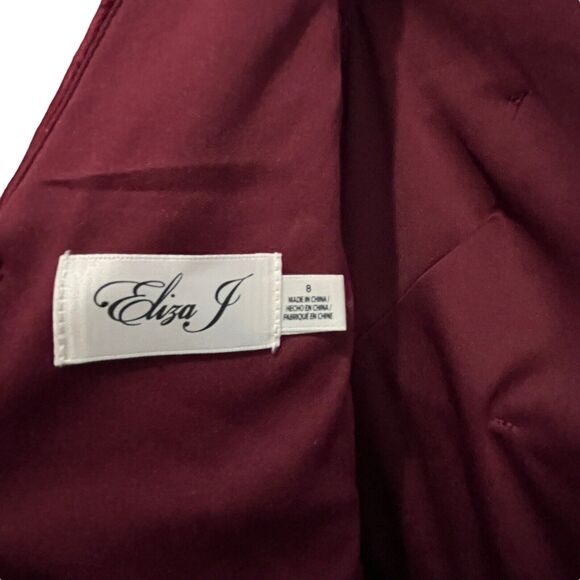 Eliza J
8
MADE IN CHINA /
HECHO EN CHINA /
FABRIQUÉ EN CHINE